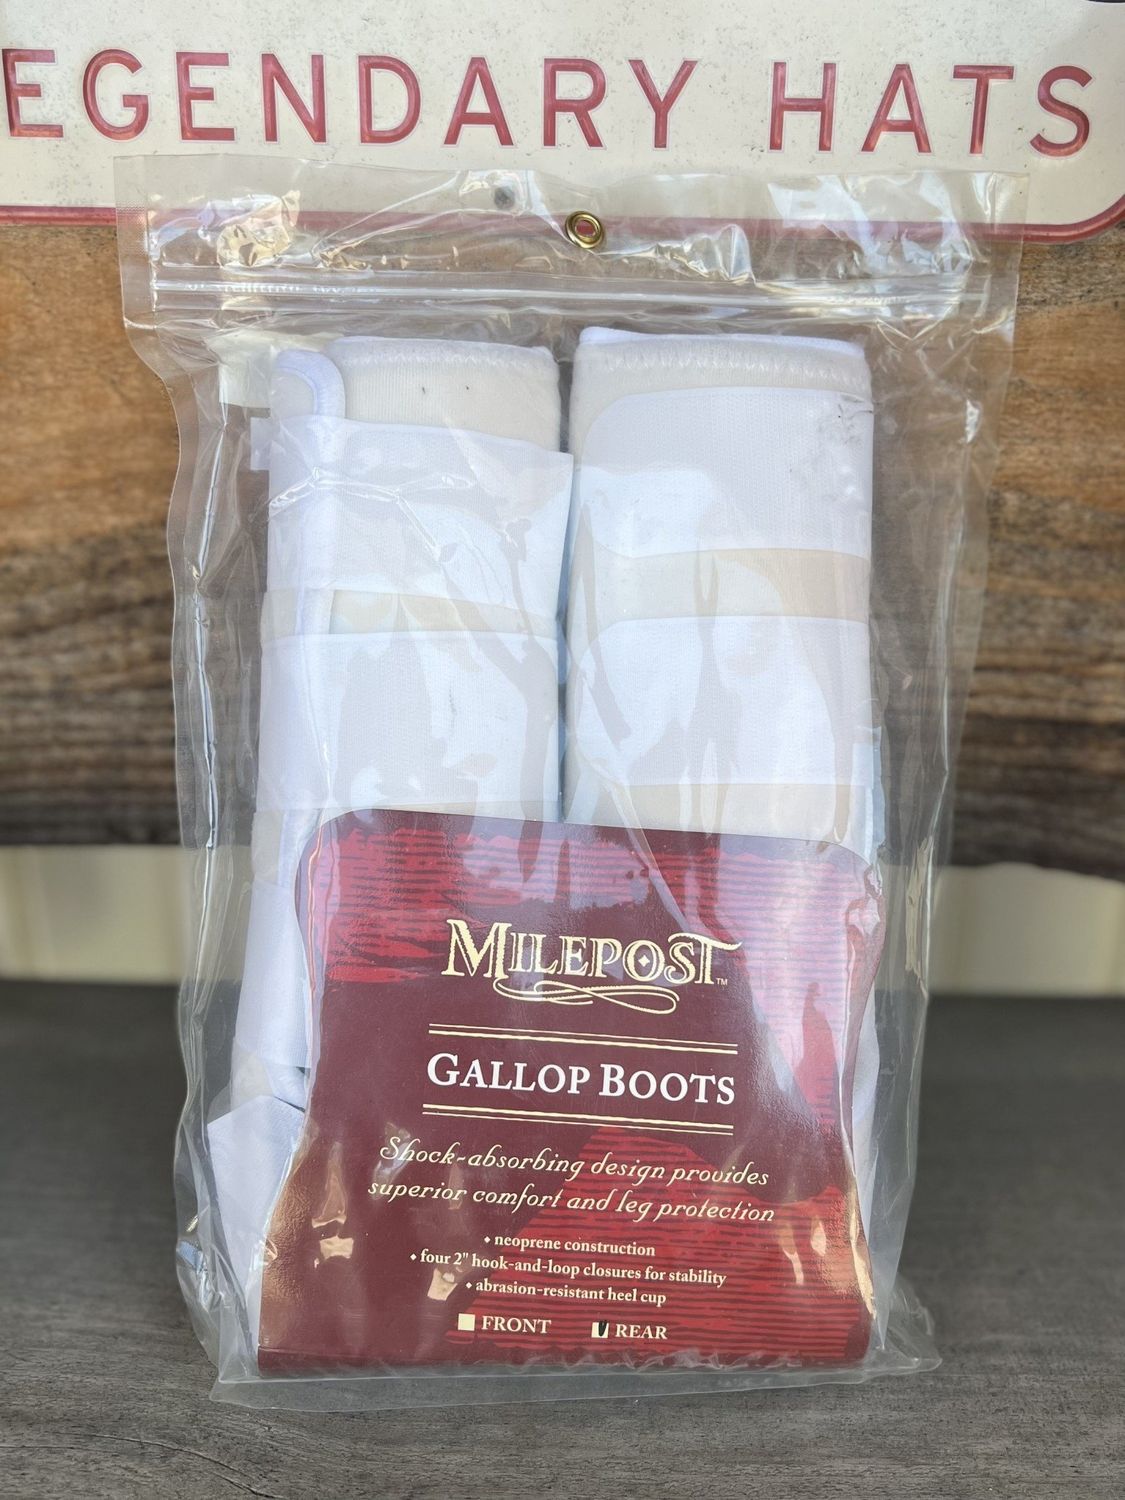 EGENDARY HATS
MILEPOST™
GALLOP BOOTS
Shock-absorbing design provides
superior comfort and leg protection
• neoprene construction
• four 2" hook-and-loop closures for stability
• abrasion-resistant heel cup
FRONT REAR